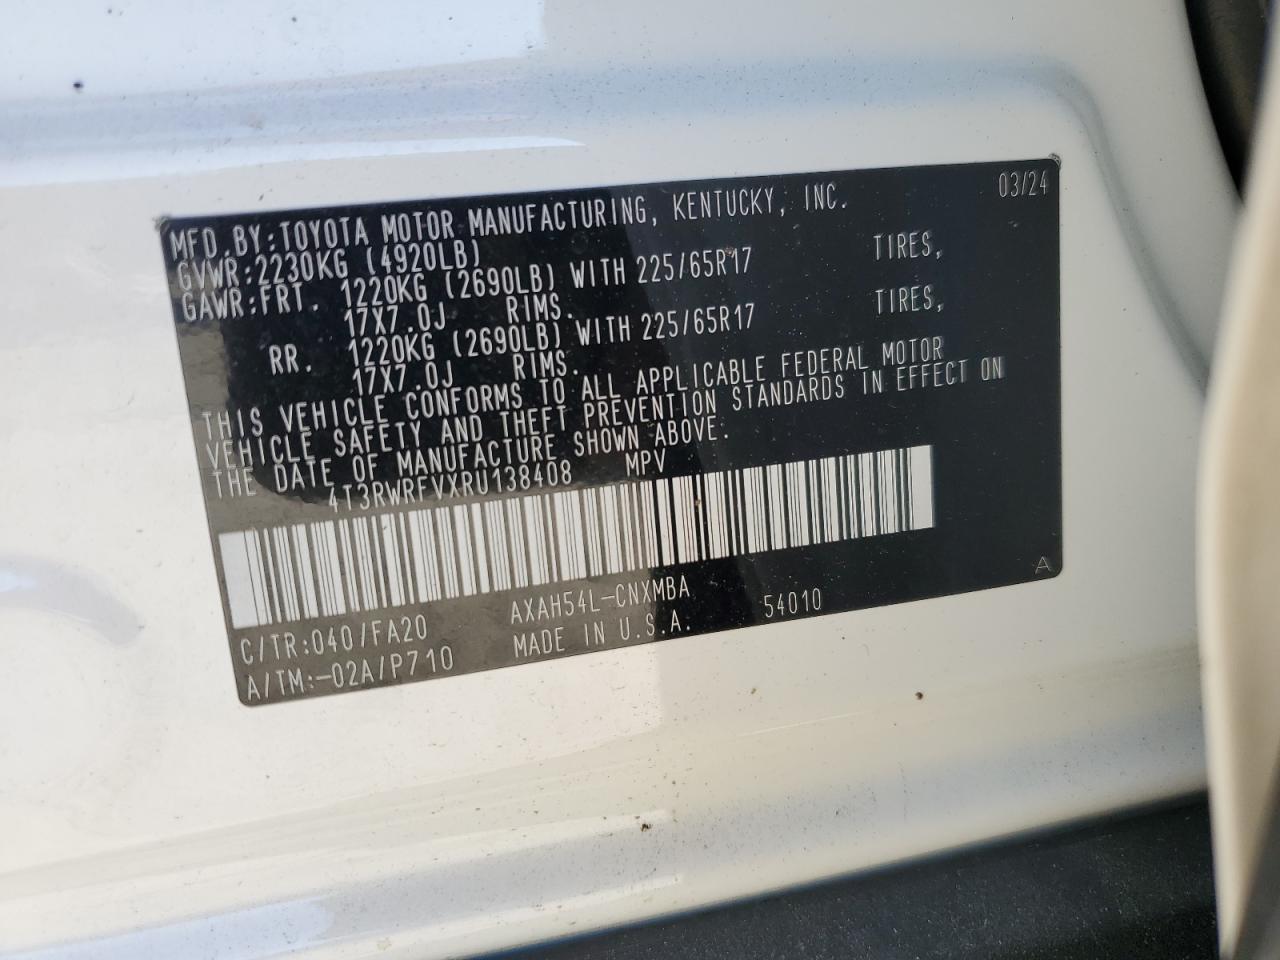 MFD.BY:TOYOTA MOTOR MANUFACTURING, KENTUCKY, INC. 03/24
GVWR:2230KG (4920LB)
GAWR:FRT. 1220KG (2690LB) WITH 225/65R17 TIRES,
17X7.0J RIMS.
RR. 1220KG (2690LB) WITH 225/65R17 TIRES,
17X7.0J RIMS.
THIS VEHICLE CONFORMS TO ALL APPLICABLE FEDERAL MOTOR
VEHICLE SAFETY AND THEFT PREVENTION STANDARDS IN EFFECT ON
THE DATE OF MANUFACTURE SHOWN ABOVE.
4T3RWRFVXRU138408 MPV
C/TR:040/FA20 AXAH54L-CNXMBA 54010 A
A/TM:-02A/P710 MADE IN U.S.A.